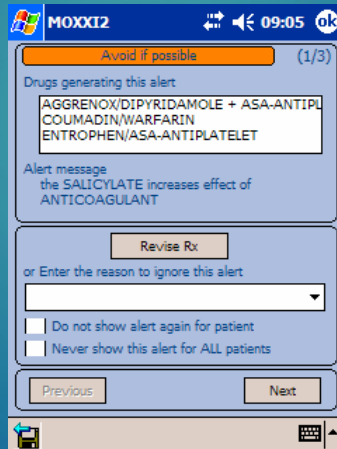 MOXXI2 09:05 ok
Avoid if possible (1/3)
Drugs generating this alert
AGGRENOX/DIPYRIDAMOLE + ASA-ANTIPL
COUMADIN/WARFARIN
ENTROPHEN/ASA-ANTIPLATELET
Alert message
the SALICYLATE increases effect of
ANTICOAGULANT
Revise Rx
or Enter the reason to ignore this alert
Do not show alert again for patient
Never show this alert for ALL patients
Previous Next